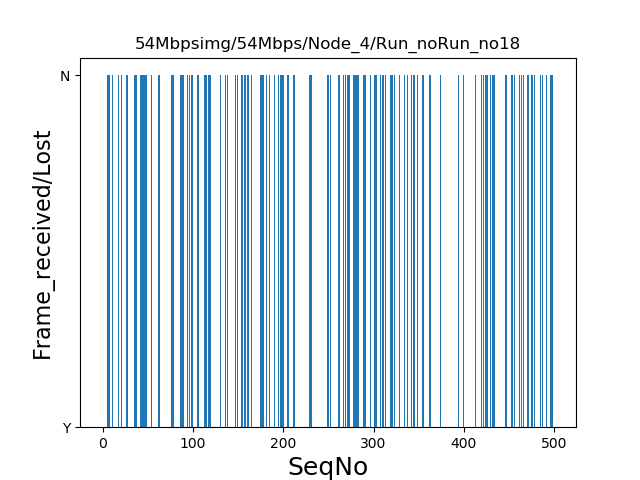 54Mbpsimg/54Mbps/Node_4/Run_noRun_no18
N
Frame_received/Lost
Y
0 100 200 300 400 500
SeqNo